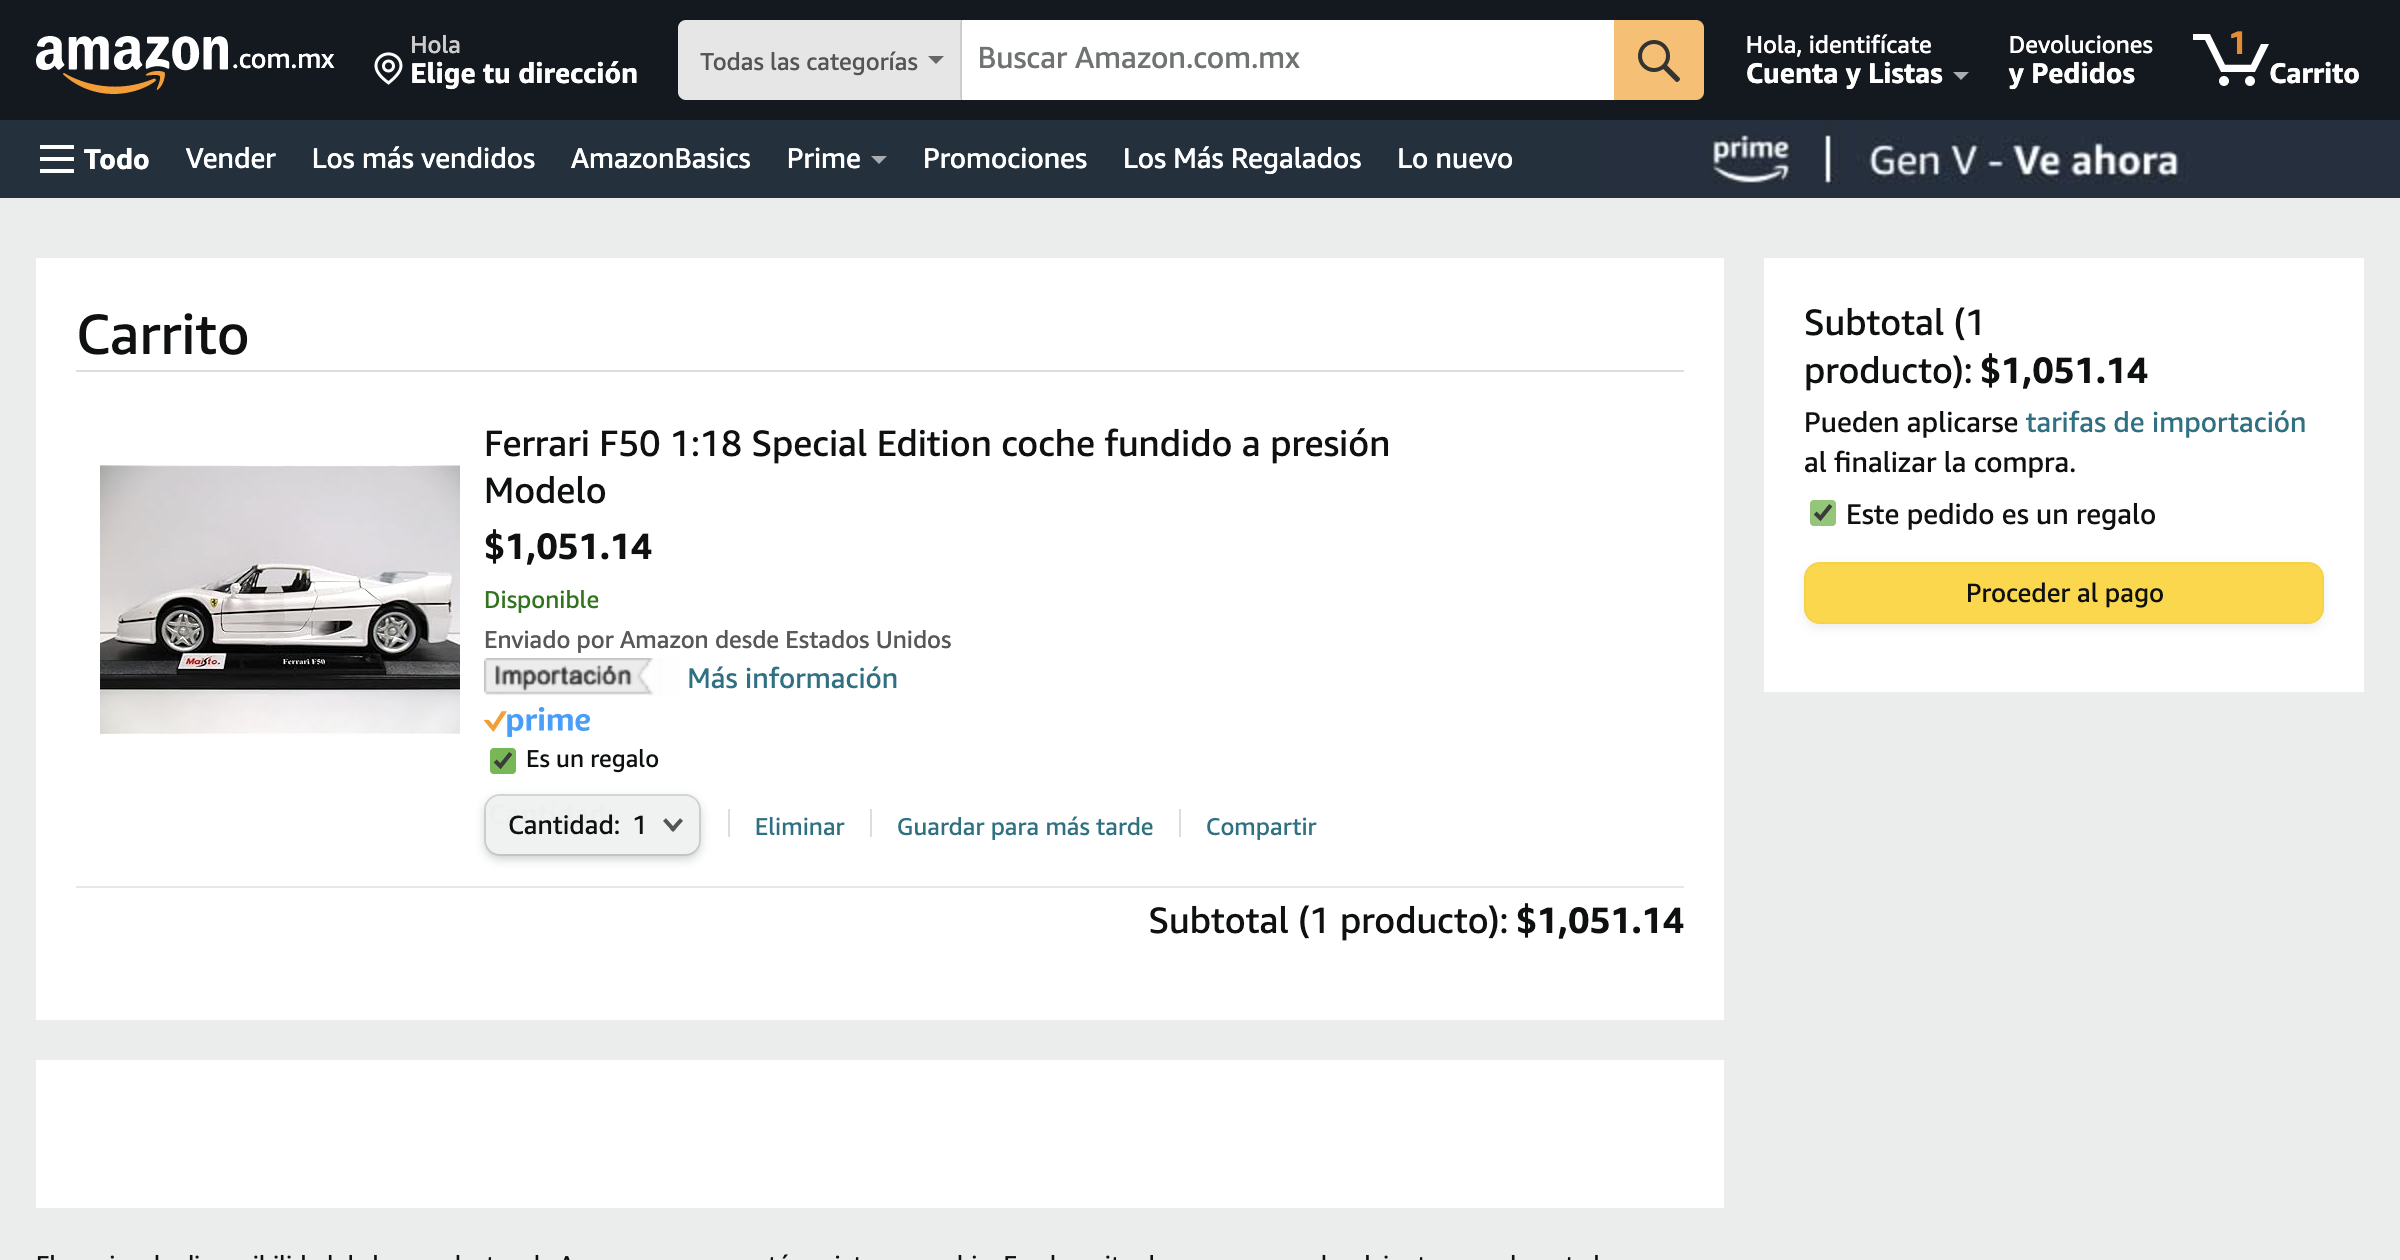 amazon.com.mx
Hola
Elige tu dirección
Todas las categorías
Buscar Amazon.com.mx
Hola, identifícate
Cuenta y Listas
Devoluciones
y Pedidos
1
Carrito
Todo
Vender
Los más vendidos
AmazonBasics
Prime
Promociones
Los Más Regalados
Lo nuevo
prime | Gen V - Ve ahora
Carrito
Ferrari F50 1:18 Special Edition coche fundido a presión
Modelo
$1,051.14
Disponible
Enviado por Amazon desde Estados Unidos
Importación
Más información
prime
Es un regalo
Cantidad: 1
Eliminar
Guardar para más tarde
Compartir
Maisto.
Ferrari F50
Subtotal (1 producto): $1,051.14
Subtotal (1
producto): $1,051.14
Pueden aplicarse tarifas de importación
al finalizar la compra.
Este pedido es un regalo
Proceder al pago